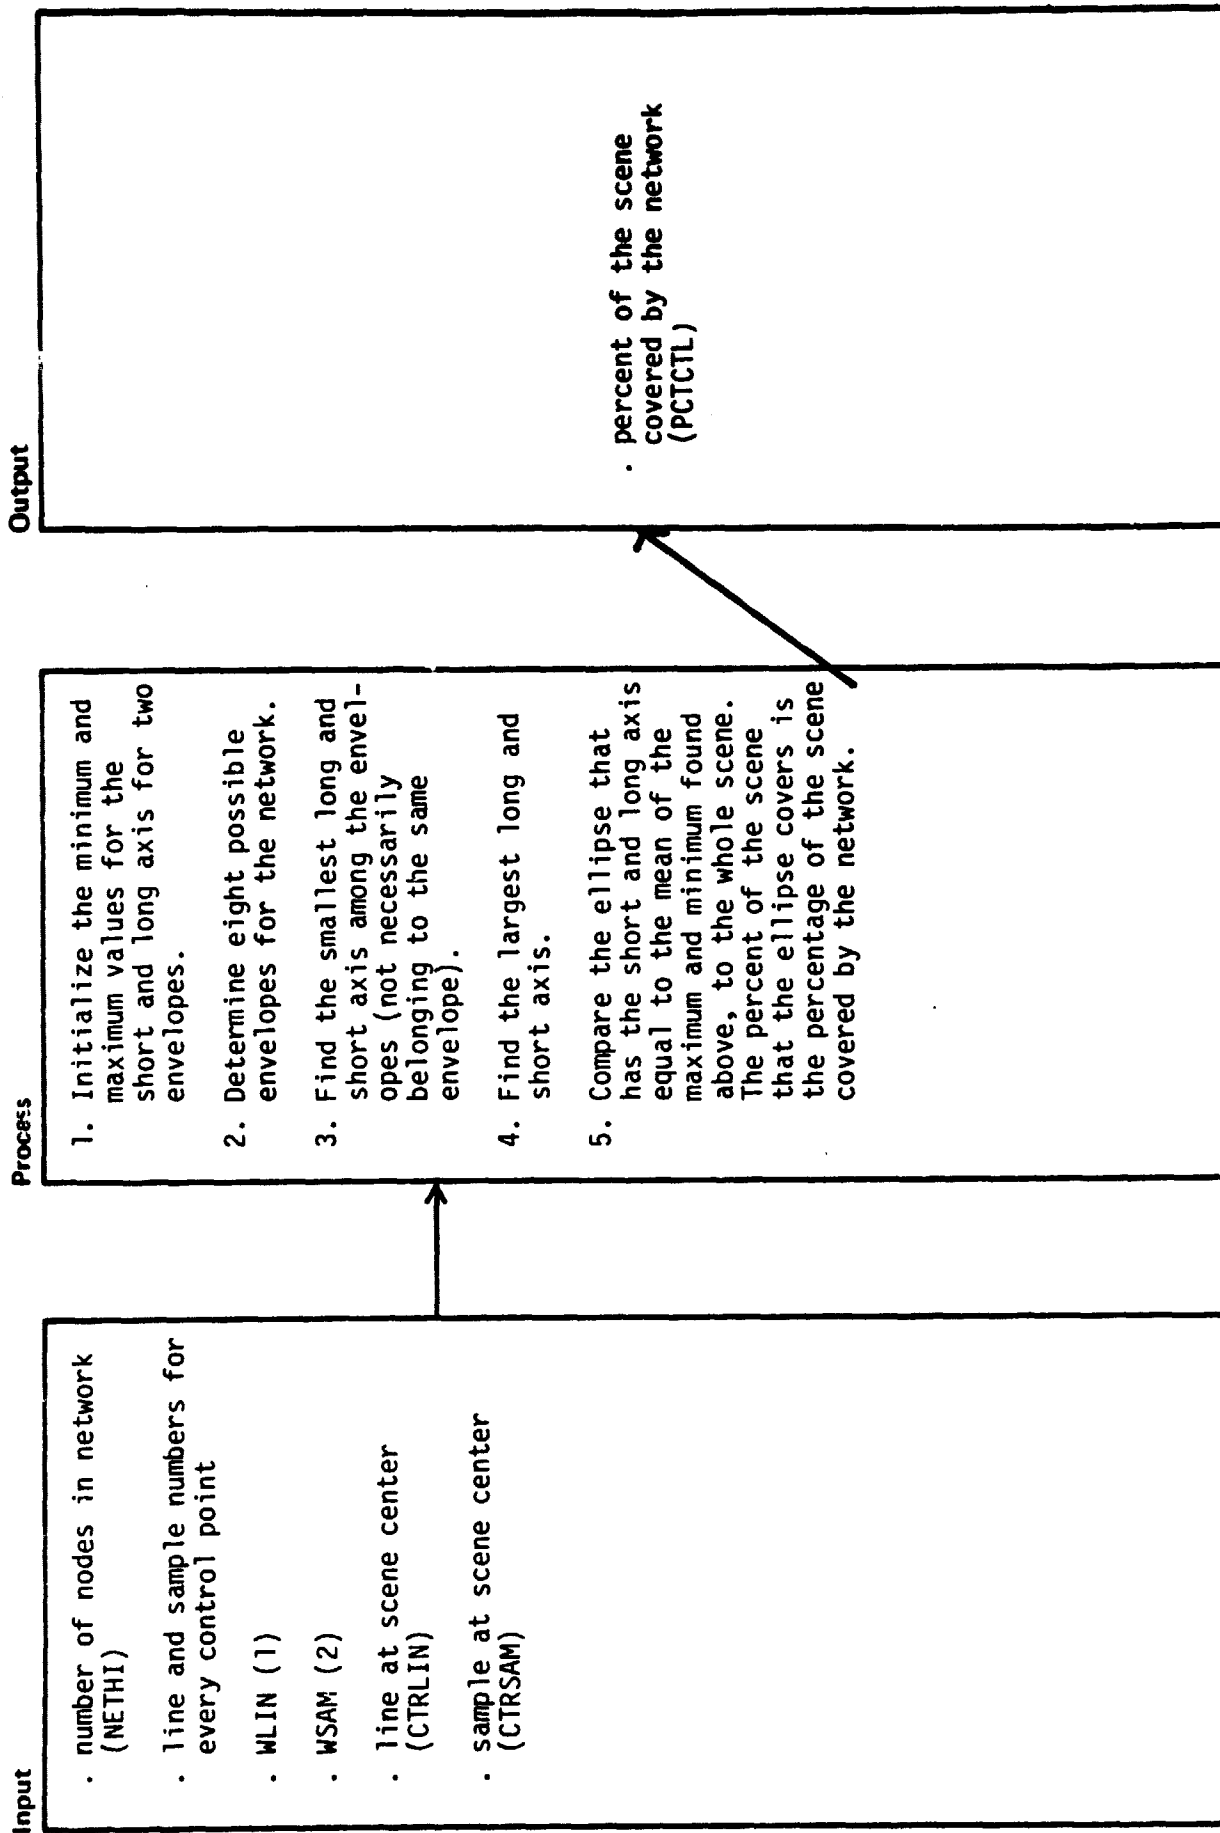 Input
· number of nodes in network
(NETHI)
· line and sample numbers for
every control point
· WLIN (1)
· WSAM (2)
· line at scene center
(CTRLIN)
· sample at scene center
(CTRSAM)
Process
1. Initialize the minimum and
maximum values for the
short and long axis for two
envelopes.
2. Determine eight possible
envelopes for the network.
3. Find the smallest long and
short axis among the envel-
opes (not necessarily
belonging to the same
envelope).
4. Find the largest long and
short axis.
5. Compare the ellipse that
has the short and long axis
equal to the mean of the
maximum and minimum found
above, to the whole scene.
The percent of the scene
that the ellipse covers is
the percentage of the scene
covered by the network.
Output
· percent of the scene
covered by the network
(PCTCTL)